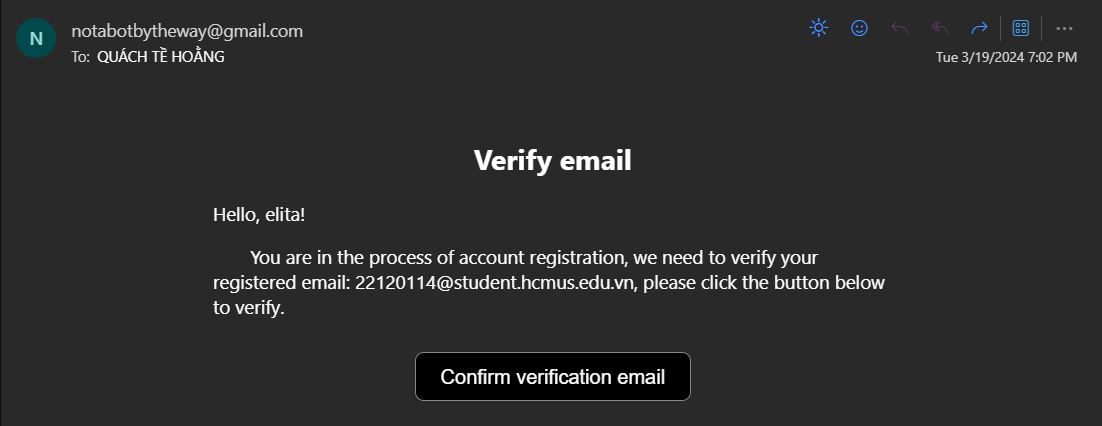 N
notabotbytheway@gmail.com
To: QUÁCH TỀ HOẰNG
Tue 3/19/2024 7:02 PM
Verify email
Hello, elita!
You are in the process of account registration, we need to verify your
registered email: 22120114@student.hcmus.edu.vn, please click the button below
to verify.
Confirm verification email